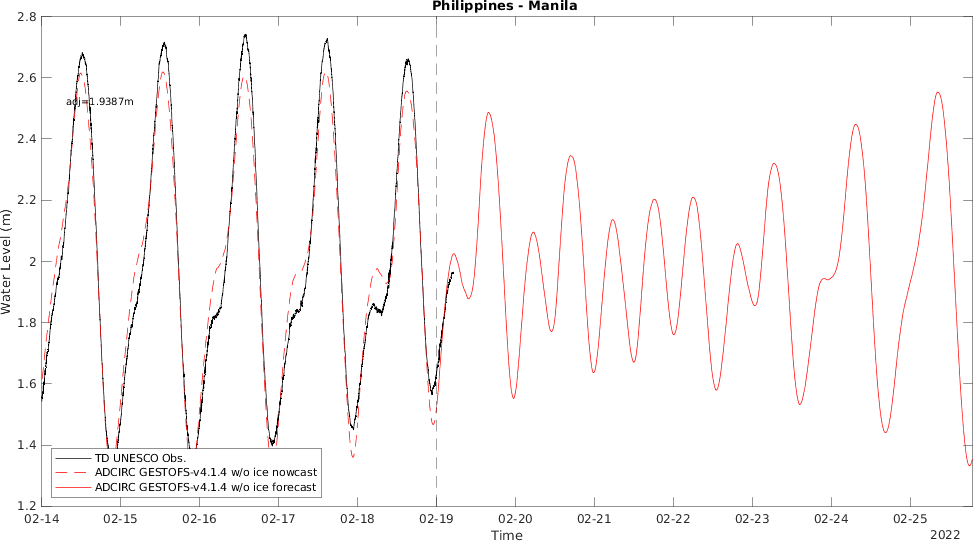 Philippines - Manila
2.8
2.6
adj=1.9387m
2.4
2.2
Water Level (m)
2
1.8
1.6
1.4
TD UNESCO Obs.
ADCIRC GESTOFS-v4.1.4 w/o ice nowcast
ADCIRC GESTOFS-v4.1.4 w/o ice forecast
1.2
02-14 02-15 02-16 02-17 02-18 02-19 02-20 02-21 02-22 02-23 02-24 02-25
Time
2022